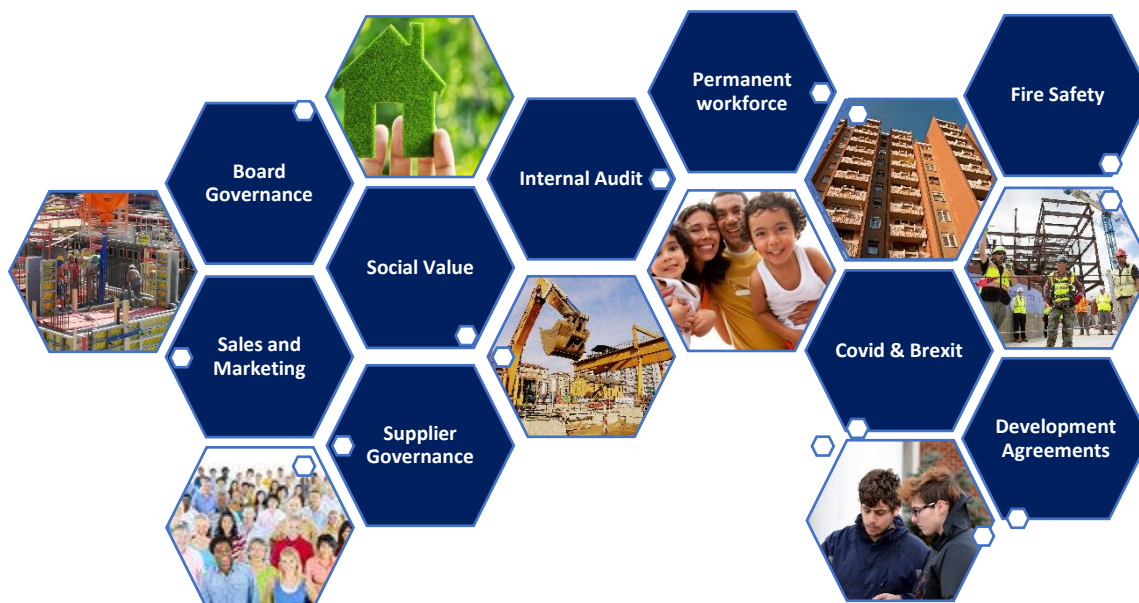 Permanent
workforce
Fire Safety
Board
Governance
Internal Audit
Social Value
Sales and
Marketing
Covid & Brexit
Supplier
Governance
Development
Agreements